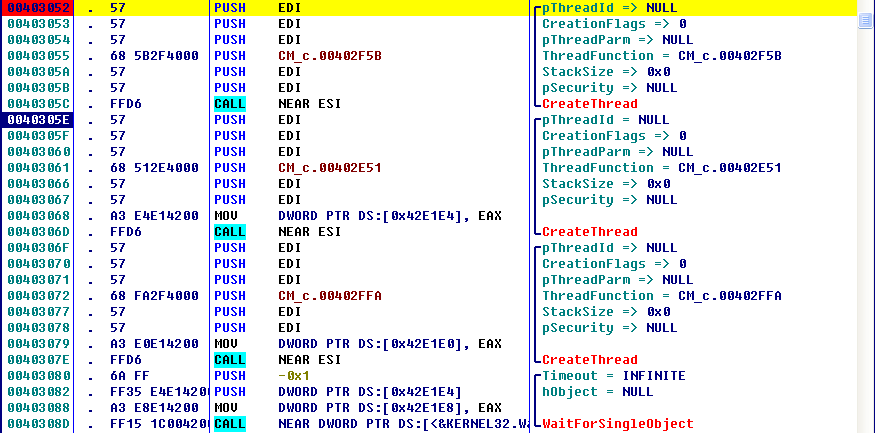 00403052 . 57 PUSH EDI pThreadId => NULL
00403053 . 57 PUSH EDI CreationFlags => 0
00403054 . 57 PUSH EDI pThreadParm => NULL
00403055 . 68 5B2F4000 PUSH CM_c.00402F5B ThreadFunction = CM_c.00402F5B
0040305A . 57 PUSH EDI StackSize => 0x0
0040305B . 57 PUSH EDI pSecurity => NULL
0040305C . FFD6 CALL NEAR ESI CreateThread
0040305E . 57 PUSH EDI pThreadId = NULL
0040305F . 57 PUSH EDI CreationFlags => 0
00403060 . 57 PUSH EDI pThreadParm => NULL
00403061 . 68 512E4000 PUSH CM_c.00402E51 ThreadFunction = CM_c.00402E51
00403066 . 57 PUSH EDI StackSize => 0x0
00403067 . 57 PUSH EDI pSecurity => NULL
00403068 . A3 E4E14200 MOV DWORD PTR DS:[0x42E1E4], EAX
0040306D . FFD6 CALL NEAR ESI CreateThread
0040306F . 57 PUSH EDI pThreadId => NULL
00403070 . 57 PUSH EDI CreationFlags => 0
00403071 . 57 PUSH EDI pThreadParm => NULL
00403072 . 68 FA2F4000 PUSH CM_c.00402FFA ThreadFunction = CM_c.00402FFA
00403077 . 57 PUSH EDI StackSize => 0x0
00403078 . 57 PUSH EDI pSecurity => NULL
00403079 . A3 E0E14200 MOV DWORD PTR DS:[0x42E1E0], EAX
0040307E . FFD6 CALL NEAR ESI CreateThread
00403080 . 6A FF PUSH -0x1 Timeout = INFINITE
00403082 . FF35 E4E14200 PUSH DWORD PTR DS:[0x42E1E4] hObject = NULL
00403088 . A3 E8E14200 MOV DWORD PTR DS:[0x42E1E8], EAX
0040308D . FF15 1C004200 CALL NEAR DWORD PTR DS:[<&KERNEL32.Wa WaitForSingleObject